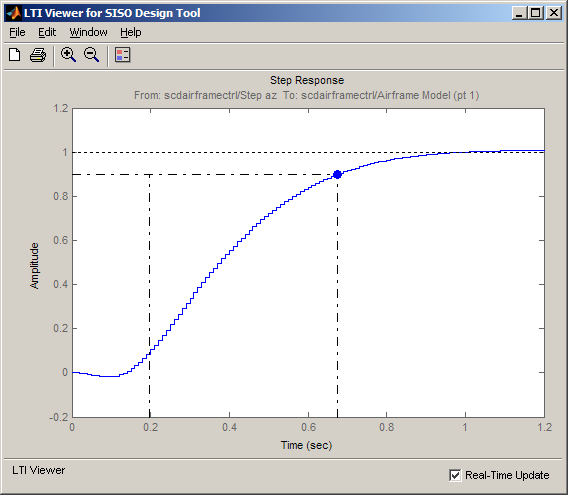 LTI Viewer for SISO Design Tool
File Edit Window Help
Step Response
From: scdairframectrl/Step az To: scdairframectrl/Airframe Model (pt 1)
1.2
1
0.8
0.6
0.4
0.2
0
-0.2
Amplitude
0 0.2 0.4 0.6 0.8 1 1.2
Time (sec)
LTI Viewer
Real-Time Update